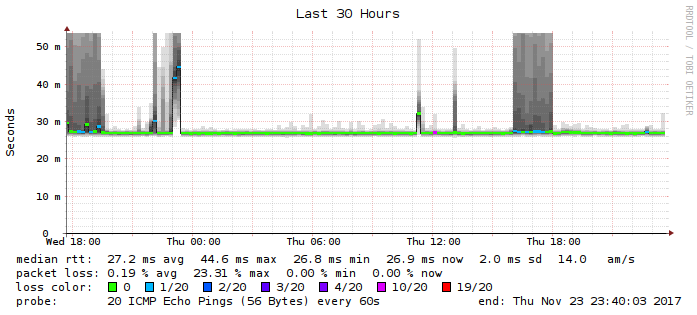 Last 30 Hours
RRDTOOL / TOBI OETIKER
Seconds
50 m
40 m
30 m
20 m
10 m
0
Wed 18:00 Thu 00:00 Thu 06:00 Thu 12:00 Thu 18:00
median rtt: 27.2 ms avg 44.6 ms max 26.8 ms min 26.9 ms now 2.0 ms sd 14.0 am/s
packet loss: 0.19 % avg 23.31 % max 0.00 % min 0.00 % now
loss color: 0 1/20 2/20 3/20 4/20 10/20 19/20
probe: 20 ICMP Echo Pings (56 Bytes) every 60s end: Thu Nov 23 23:40:03 2017